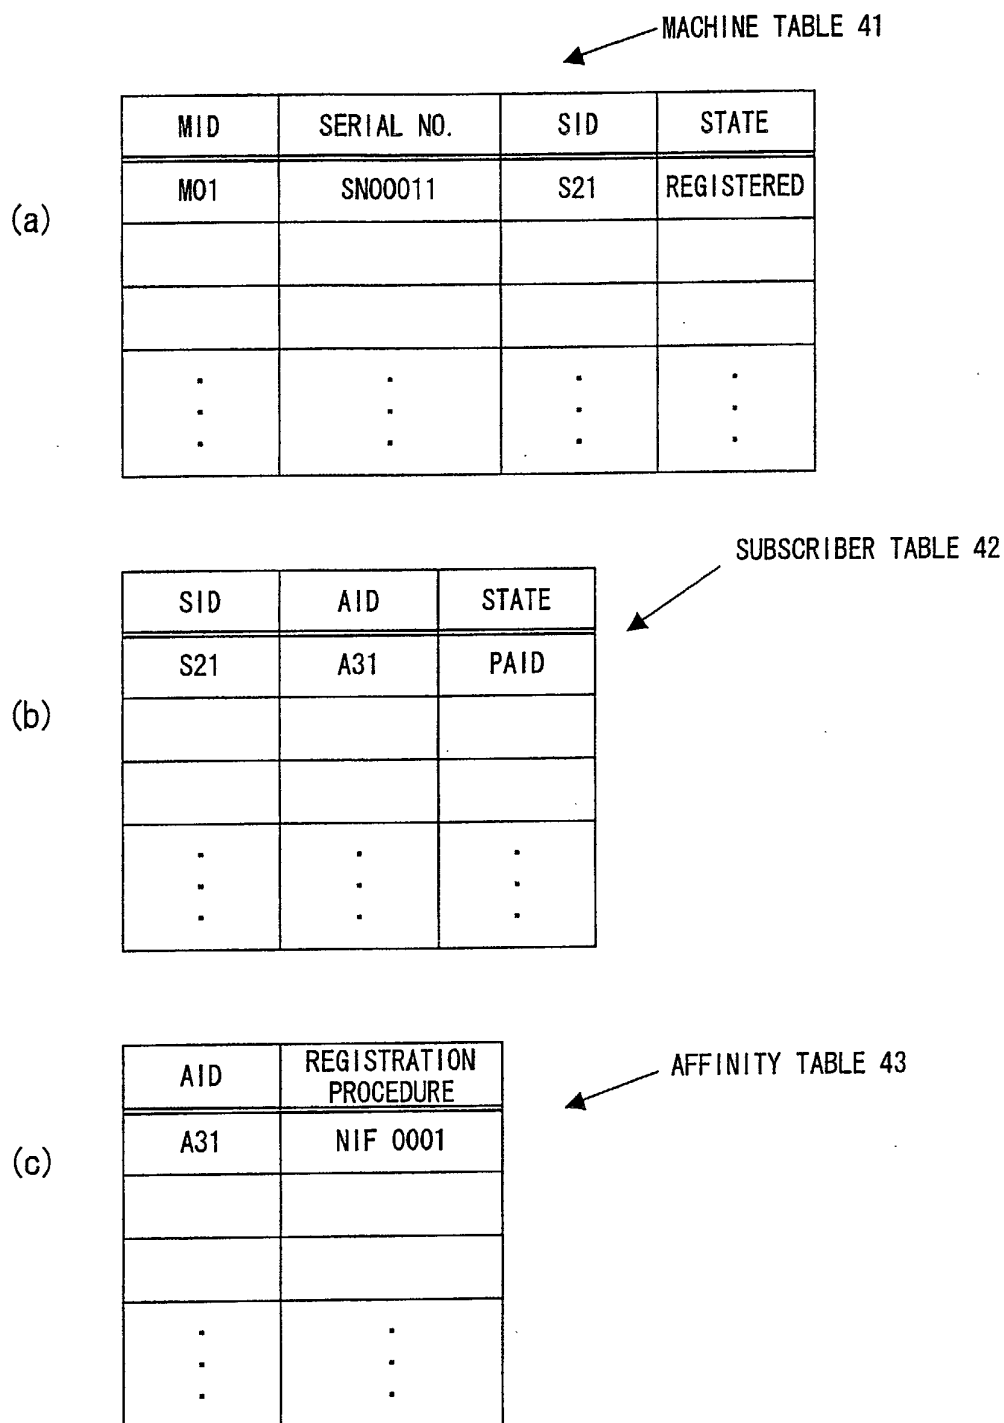 MACHINE TABLE 41
MID SERIAL NO. SID STATE
(a) M01 SN00011 S21 REGISTERED
SUBSCRIBER TABLE 42
SID AID STATE
(b) S21 A31 PAID
AFFINITY TABLE 43
AID REGISTRATION PROCEDURE
(c) A31 NIF 0001